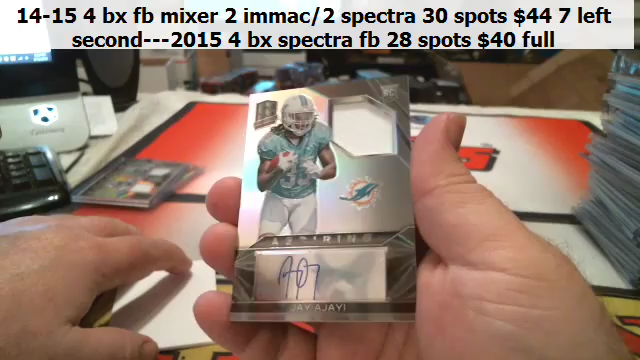 14-15 4 bx fb mixer 2 immac/2 spectra 30 spots $44 7 left
second---2015 4 bx spectra fb 28 spots $40 full
RC
ASPIRING
JAY AJAYI